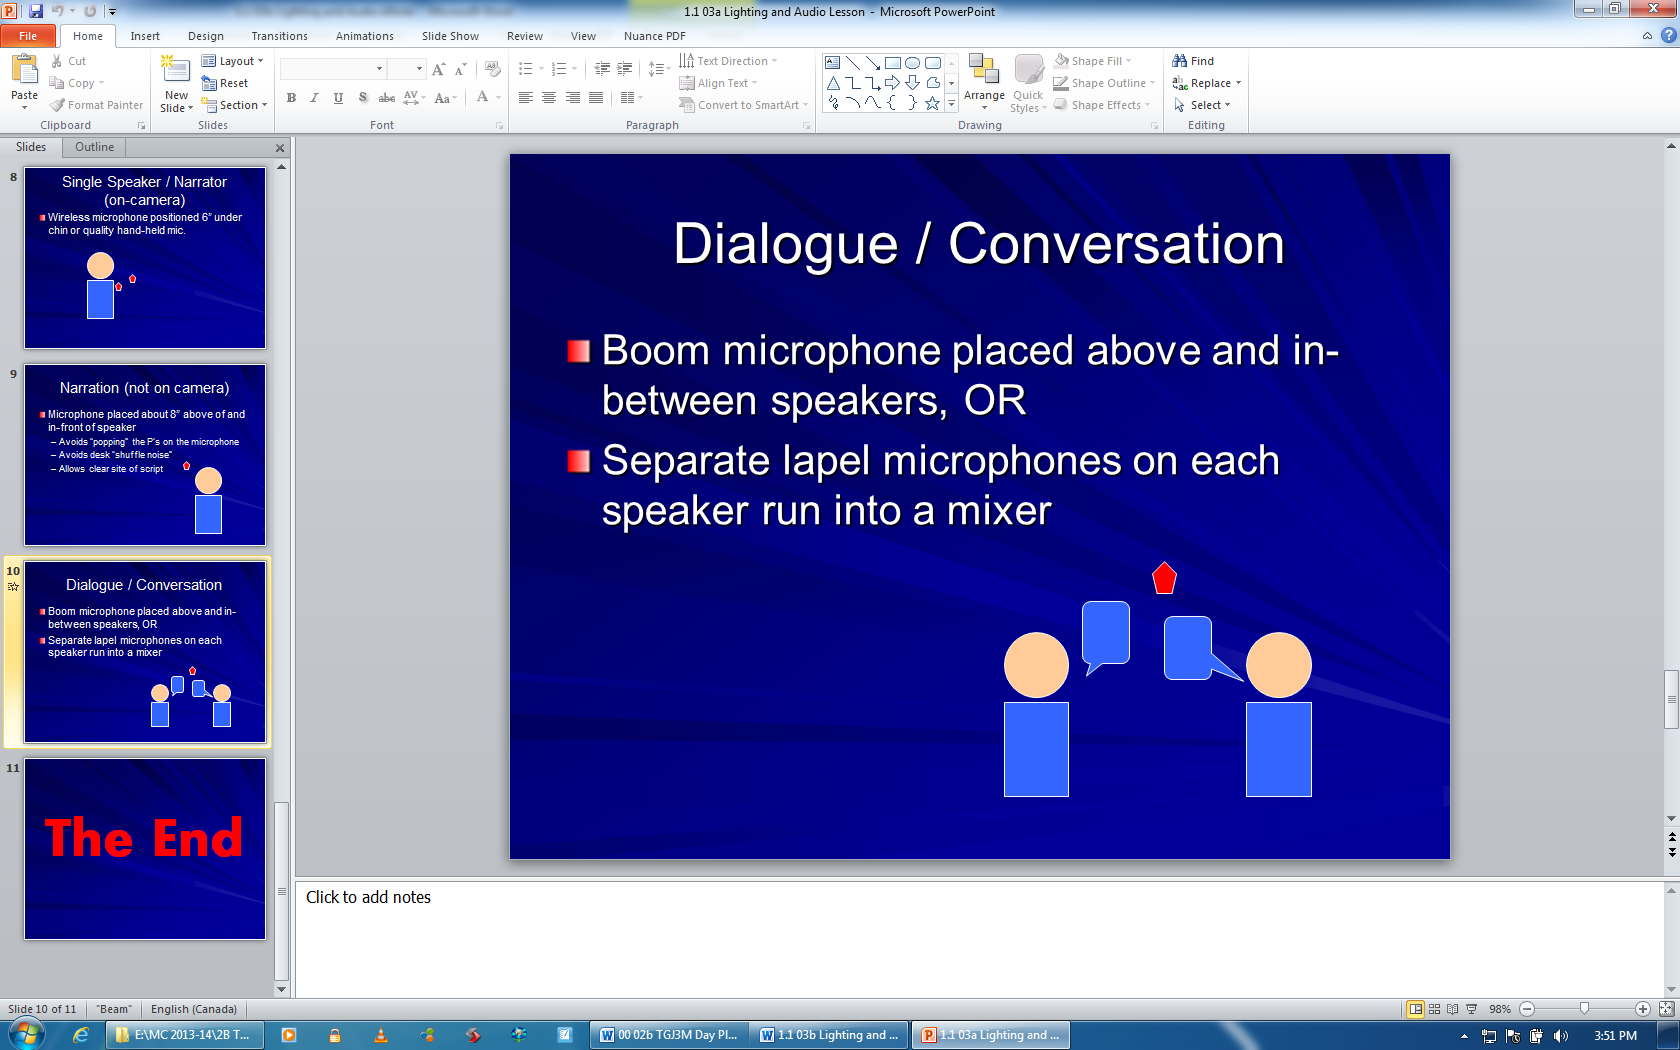 1.1 03a Lighting and Audio Lesson - Microsoft PowerPoint
File Home Insert Design Transitions Animations Slide Show Review View Nuance PDF
Paste
Cut
Copy
Format Painter
Clipboard
New
Slide
Layout
Reset
Section
Slides
B I U S abc AV Aa A
Font
Text Direction
Align Text
Convert to SmartArt
Paragraph
Arrange
Quick
Styles
Shape Fill
Shape Outline
Shape Effects
Drawing
Find
Replace
Select
Editing
Slides Outline
8
Single Speaker / Narrator
(on-camera)
Wireless microphone positioned 6" under
chin or quality hand-held mic.
9
Narration (not on camera)
Microphone placed about 8" above of and
in-front of speaker
– Avoids "popping" the P's on the microphone
– Avoids desk "shuffle noise"
– Allows clear site of script
10
Dialogue / Conversation
Boom microphone placed above and in-
between speakers, OR
Separate lapel microphones on each
speaker run into a mixer
11
The End
Dialogue / Conversation
Boom microphone placed above and in-
between speakers, OR
Separate lapel microphones on each
speaker run into a mixer
Click to add notes
Slide 10 of 11 "Beam" English (Canada) 98%
E:\MC 2013-14\2B T... 00 02b TGJ3M Day Pl... 1.1 03b Lighting and ... 1.1 03a Lighting and ... 3:51 PM